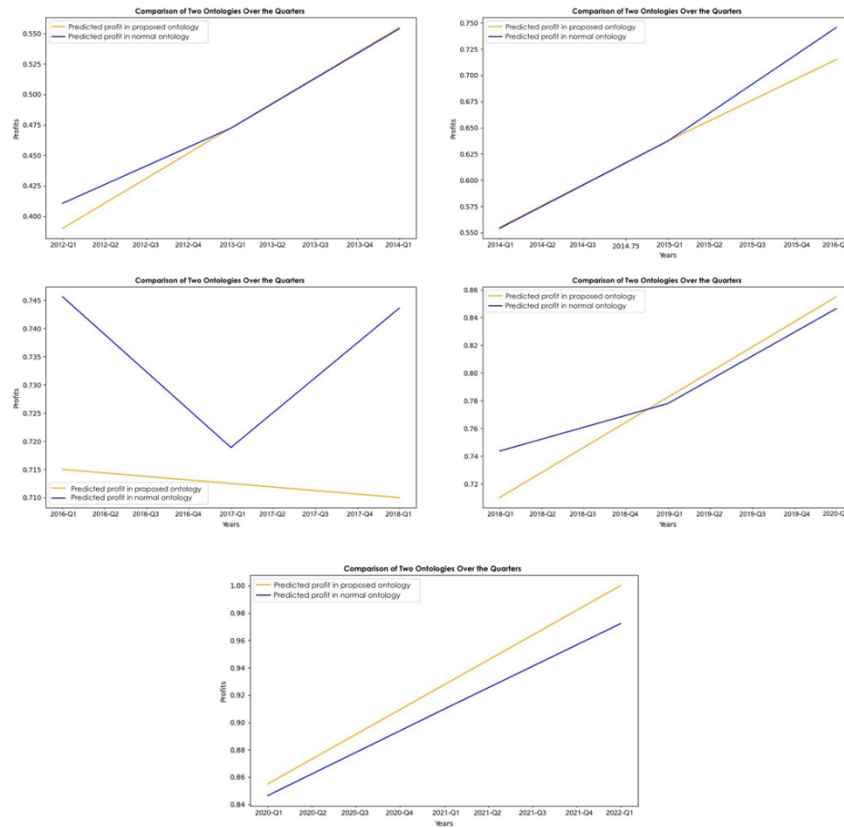 Comparison of Two Ontologies Over the Quarters
Predicted profit in proposed ontology
Predicted profit in normal ontology
Profits
0.550
0.525
0.500
0.475
0.450
0.425
0.400
2012-Q1 2012-Q2 2012-Q3 2012-Q4 2013-Q1 2013-Q2 2013-Q3 2013-Q4 2014-Q1
Comparison of Two Ontologies Over the Quarters
Predicted profit in proposed ontology
Predicted profit in normal ontology
Profits
0.750
0.725
0.700
0.675
0.650
0.625
0.600
0.575
0.550
2014-Q1 2014-Q2 2014-Q3 2014.75 2015-Q1 2015-Q2 2015-Q3 2015-Q4 2016-Q
Years
Comparison of Two Ontologies Over the Quarters
Profits
0.745
0.740
0.735
0.730
0.725
0.720
0.715
0.710
Predicted profit in proposed ontology
Predicted profit in normal ontology
2016-Q1 2016-Q2 2016-Q3 2016-Q4 2017-Q1 2017-Q2 2017-Q3 2017-Q4 2018-Q1
Years
Comparison of Two Ontologies Over the Quarters
Predicted profit in proposed ontology
Predicted profit in normal ontology
Profits
0.86
0.84
0.82
0.80
0.78
0.76
0.74
0.72
2018-Q1 2018-Q2 2018-Q3 2018-Q4 2019-Q1 2019-Q2 2019-Q3 2019-Q4 2020-Q
Years
Comparison of Two Ontologies Over the Quarters
Predicted profit in proposed ontology
Predicted profit in normal ontology
Profits
1.00
0.98
0.96
0.94
0.92
0.90
0.88
0.86
0.84
2020-Q1 2020-Q2 2020-Q3 2020-Q4 2021-Q1 2021-Q2 2021-Q3 2021-Q4 2022-Q1
Years